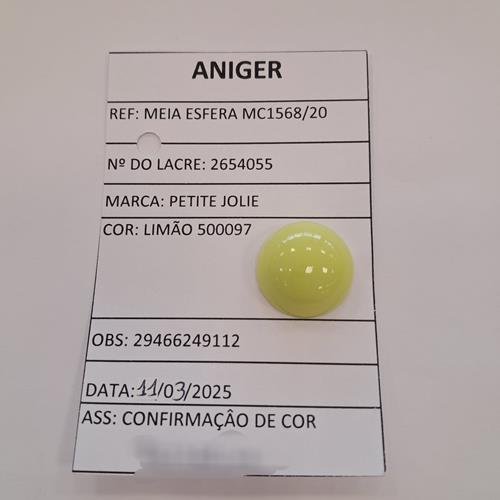 ANIGER
REF: MEIA ESFERA MC1568/20
Nº DO LACRE: 2654055
MARCA: PETITE JOLIE
COR: LIMÃO 500097
OBS: 29466249112
DATA: 11/03/2025
ASS: CONFIRMAÇÂO DE COR